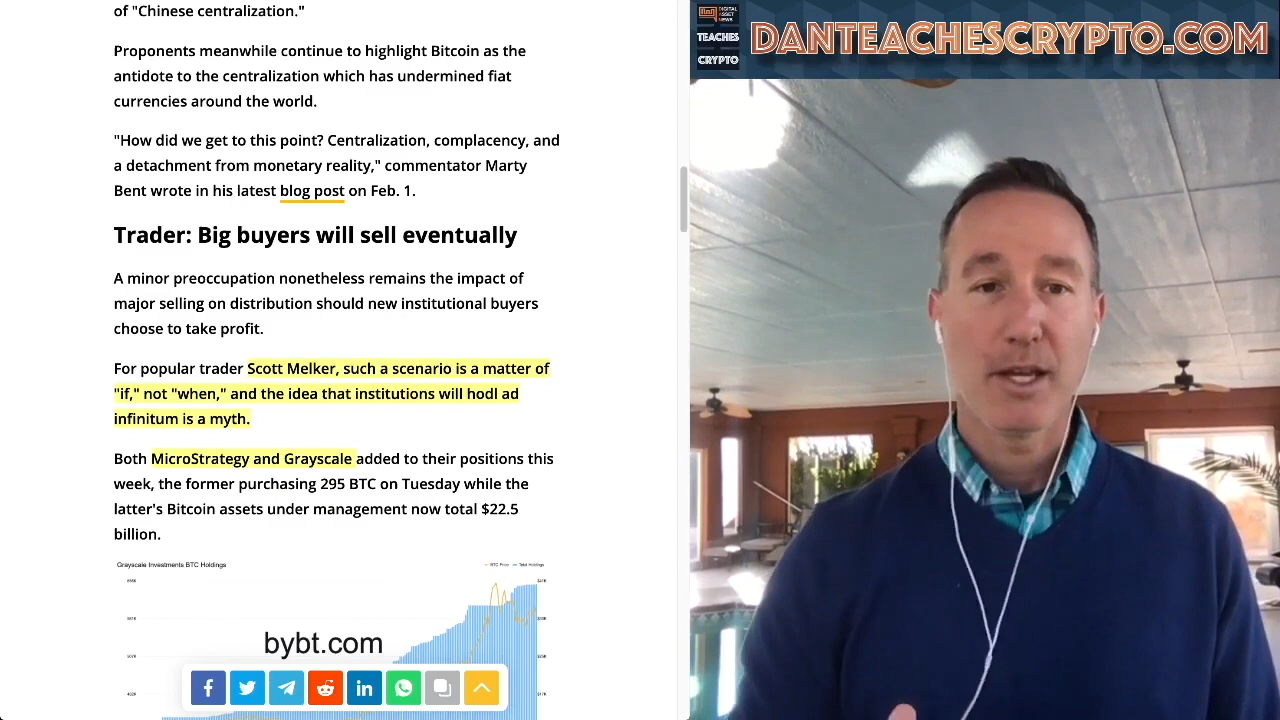 of "Chinese centralization."
Proponents meanwhile continue to highlight Bitcoin as the
antidote to the centralization which has undermined fiat
currencies around the world.
"How did we get to this point? Centralization, complacency, and
a detachment from monetary reality," commentator Marty
Bent wrote in his latest blog post on Feb. 1.
Trader: Big buyers will sell eventually
A minor preoccupation nonetheless remains the impact of
major selling on distribution should new institutional buyers
choose to take profit.
For popular trader Scott Melker, such a scenario is a matter of
"if," not "when," and the idea that institutions will hodl ad
infinitum is a myth.
Both MicroStrategy and Grayscale added to their positions this
week, the former purchasing 295 BTC on Tuesday while the
latter's Bitcoin assets under management now total $22.5
billion.
Grayscale Investments BTC Holdings
BTC Price Total Holdings
bybt.com
DIGITAL
ASSET
NEWS
TEACHES
CRYPTO
DANTEACHESCRYPTO.COM